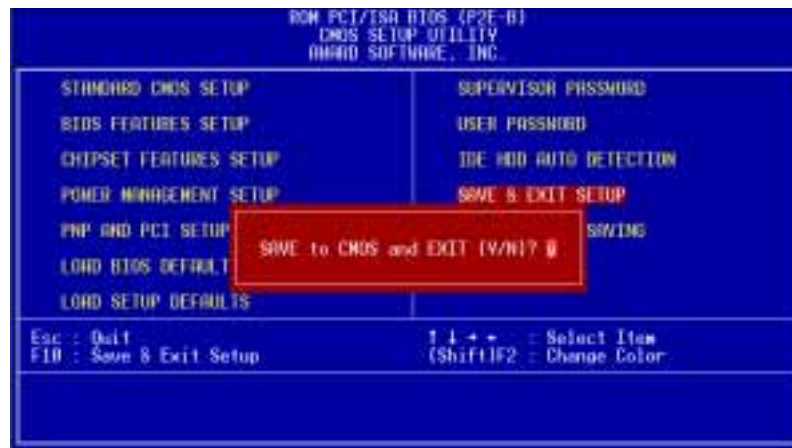 ROM PCI/ISA BIOS (P2E-B)
CMOS SETUP UTILITY
AWARD SOFTWARE, INC.
STANDARD CMOS SETUP
BIOS FEATURES SETUP
CHIPSET FEATURES SETUP
POWER MANAGEMENT SETUP
PNP AND PCI SETUP
LOAD BIOS DEFAULT
LOAD SETUP DEFAULTS
SUPERVISOR PASSWORD
USER PASSWORD
IDE HDD AUTO DETECTION
SAVE & EXIT SETUP
SAVING
SAVE to CMOS and EXIT (Y/N)?
Esc : Quit
F10 : Save & Exit Setup
↑ ↓ → ← : Select Item
(Shift)F2 : Change Color